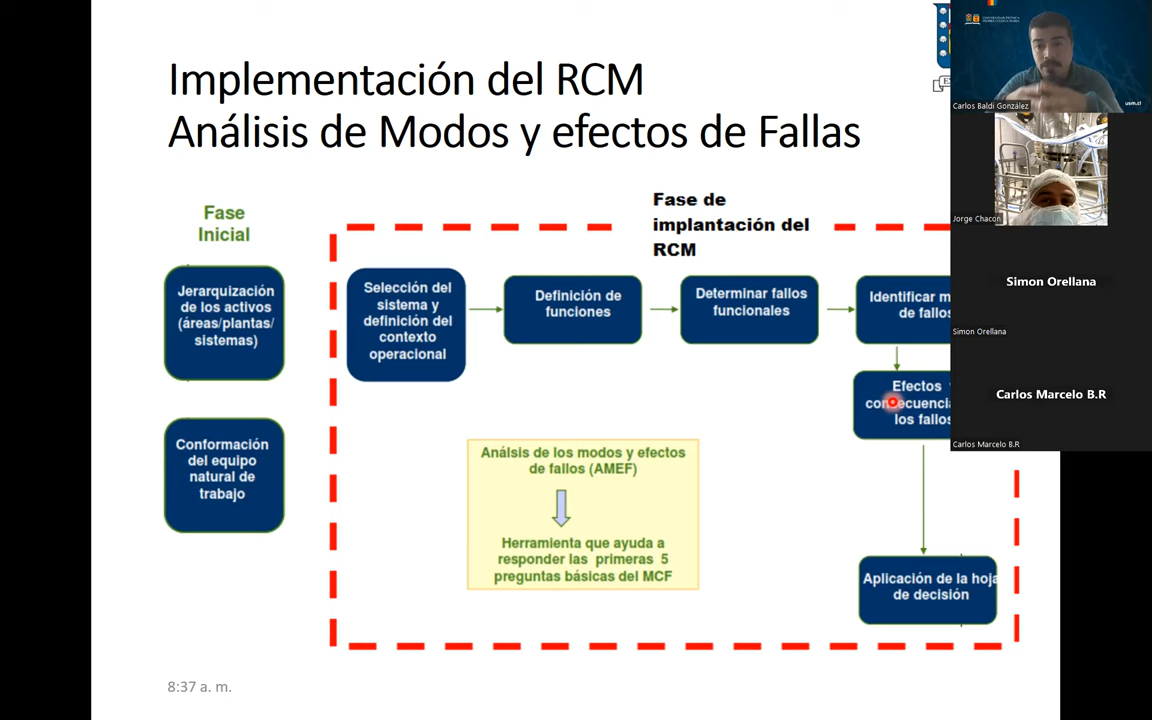 Implementación del RCM
Análisis de Modos y efectos de Fallas
Fase
Inicial
Fase de
implantación del
RCM
Jerarquización
de los activos
(áreas/plantas/
sistemas)
Selección del
sistema y
definición del
contexto
operacional
Definición de
funciones
Determinar fallos
funcionales
Identificar m
de fallos
Efectos
los fallos
Conformación
del equipo
natural de
trabajo
Análsis de los modos y efectos
de fallos (AMEF)
Herramienta que ayuda a
responder las primeras 5
preguntas básicas del MCF
Aplicación de la hoja
de decisión
8:37 a. m.
usm.cl
Carlos Baldi González
Jorge Chacon
Simon Orellana
Simon Orellana
Carlos Marcelo B.R
Carlos Marcelo B.R